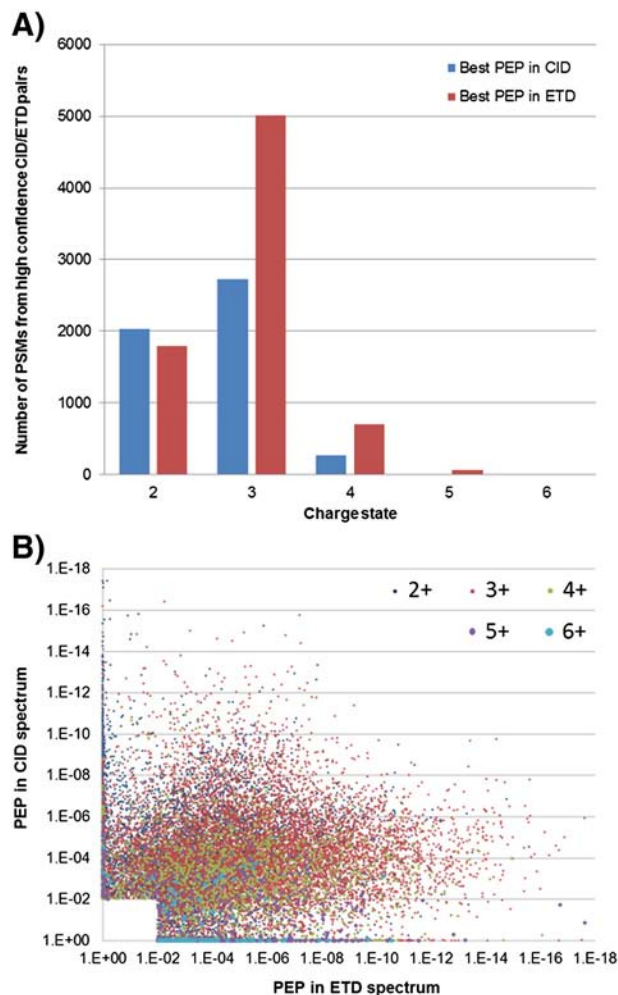 A)
Number of PSMs from high confidence CID/ETD pairs
6000
5000
4000
3000
2000
1000
0
Best PEP in CID
Best PEP in ETD
2 3 4 5 6
Charge state
B)
PEP in CID spectrum
1.E-18
1.E-16
1.E-14
1.E-12
1.E-10
1.E-08
1.E-06
1.E-04
1.E-02
1.E+00
2+ 3+ 4+
5+ 6+
1.E+00 1.E-02 1.E-04 1.E-06 1.E-08 1.E-10 1.E-12 1.E-14 1.E-16 1.E-18
PEP in ETD spectrum